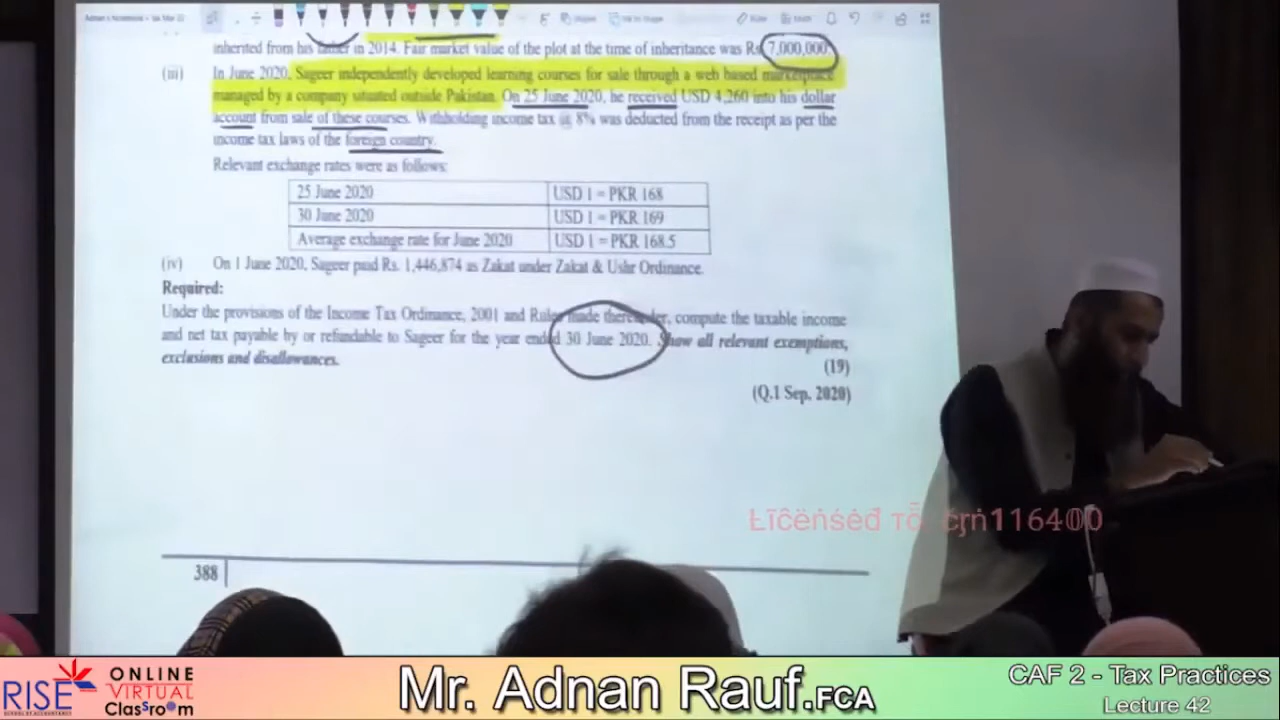 inherited from his father in 2014. Fair market value of the plot at the time of inheritance was Rs 7,000,000
(iii) In June 2020, Sageer independently developed learning courses for sale through a web based marketplace
managed by a company situated outside Pakistan. On 25 June 2020, he received USD 4,260 into his dollar
account from sale of these courses. Withholding income tax @ 8% was deducted from the receipt as per the
income tax laws of the foreign country.
Relevant exchange rates were as follows:
25 June 2020 USD 1 = PKR 168
30 June 2020 USD 1 = PKR 169
Average exchange rate for June 2020 USD 1 = PKR 168.5
(iv) On 1 June 2020, Sageer paid Rs. 1,446,874 as Zakat under Zakat & Ushr Ordinance.
Required:
Under the provisions of the Income Tax Ordinance, 2001 and Rules made thereunder, compute the taxable income
and net tax payable by or refundable to Sageer for the year ended 30 June 2020. Show all relevant exemptions,
exclusions and disallowances.
(19)
(Q.1 Sep. 2020)
388
RISE ONLINE
VIRTUAL
Classroom
Mr. Adnan Rauf.FCA
CAF 2 - Tax Practices
Lecture 42